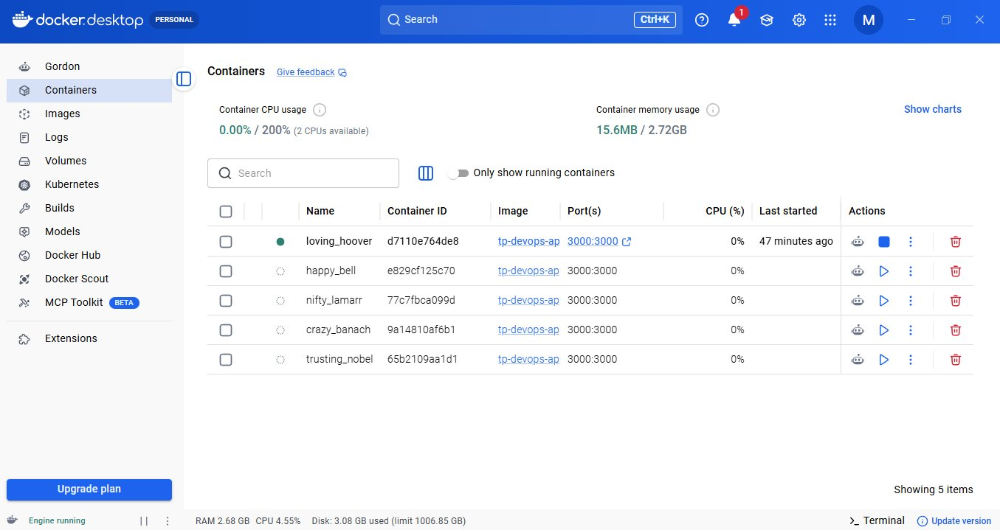 docker.desktop PERSONAL Search Ctrl+K 1 M
Gordon
Containers
Images
Logs
Volumes
Kubernetes
Builds
Models
Docker Hub
Docker Scout
MCP Toolkit BETA
Extensions
Upgrade plan
Containers Give feedback
Container CPU usage
0.00% / 200% (2 CPUs available)
Container memory usage
15.6MB / 2.72GB
Show charts
Search
Only show running containers
Name Container ID Image Port(s) CPU (%) Last started Actions
loving_hoover d7110e764de8 tp-devops-ap 3000:3000 0% 47 minutes ago
happy_bell e829cf125c70 tp-devops-ap 3000:3000 0%
nifty_lamarr 77c7fbca099d tp-devops-ap 3000:3000 0%
crazy_banach 9a14810af6b1 tp-devops-ap 3000:3000 0%
trusting_nobel 65b2109aa1d1 tp-devops-ap 3000:3000 0%
Showing 5 items
Engine running RAM 2.68 GB CPU 4.55% Disk: 3.08 GB used (limit 1006.85 GB) Terminal Update version